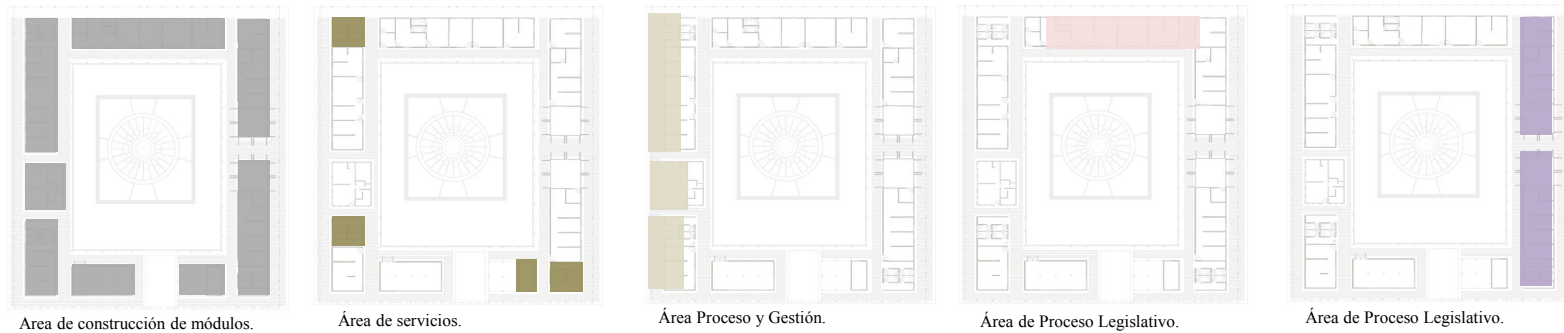 Area de construcción de módulos.
Área de servicios.
Área Proceso y Gestión.
Área de Proceso Legislativo.
Área de Proceso Legislativo.